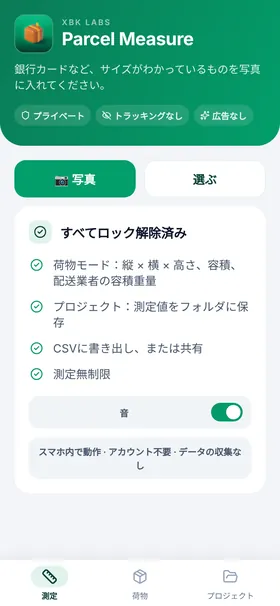 XBK LABS
Parcel Measure
銀行カードなど、サイズがわかっているものを写真
に入れてください。
プライベート
トラッキングなし
広告なし
📷 写真
選ぶ
すべてロック解除済み
荷物モード：縦 × 横 × 高さ、容積、
配送業者の容積重量
プロジェクト：測定値をフォルダに保
存
CSVに書き出し、または共有
測定無制限
音
スマホ内で動作 · アカウント不要 · データの収集な
し
測定
荷物
プロジェクト